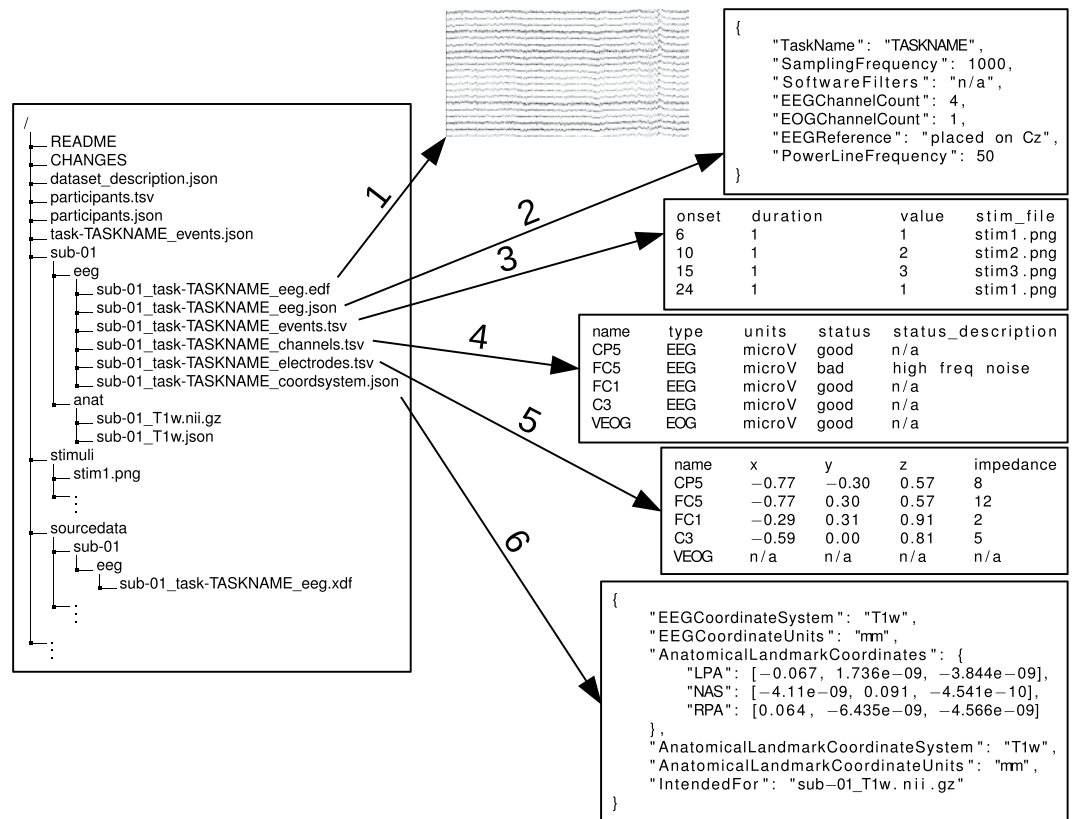 /
README
CHANGES
dataset_description.json
participants.tsv
participants.json
task-TASKNAME_events.json
sub-01
eeg
sub-01_task-TASKNAME_eeg.edf
sub-01_task-TASKNAME_eeg.json
sub-01_task-TASKNAME_events.tsv
sub-01_task-TASKNAME_channels.tsv
sub-01_task-TASKNAME_electrodes.tsv
sub-01_task-TASKNAME_coordsystem.json
anat
sub-01_T1w.nii.gz
sub-01_T1w.json
stimuli
stim1.png
⋮
sourcedata
sub-01
eeg
sub-01_task-TASKNAME_eeg.xdf
⋮
⋮
1
2
3
4
5
6
{
"TaskName": "TASKNAME",
"SamplingFrequency": 1000,
"SoftwareFilters": "n/a",
"EEGChannelCount": 4,
"EOGChannelCount": 1,
"EEGReference": "placed on Cz",
"PowerLineFrequency": 50
}
onset duration value stim_file
6 1 1 stim1.png
10 1 2 stim2.png
15 1 3 stim3.png
24 1 1 stim1.png
name type units status status_description
CP5 EEG microV good n/a
FC5 EEG microV bad high freq noise
FC1 EEG microV good n/a
C3 EEG microV good n/a
VEOG EOG microV good n/a
name x y z impedance
CP5 −0.77 −0.30 0.57 8
FC5 −0.77 0.30 0.57 12
FC1 −0.29 0.31 0.91 2
C3 −0.59 0.00 0.81 5
VEOG n/a n/a n/a n/a
{
"EEGCoordinateSystem": "T1w",
"EEGCoordinateUnits": "mm",
"AnatomicalLandmarkCoordinates": {
"LPA": [−0.067, 1.736e−09, −3.844e−09],
"NAS": [−4.11e−09, 0.091, −4.541e−10],
"RPA": [0.064, −6.435e−09, −4.566e−09]
},
"AnatomicalLandmarkCoordinateSystem": "T1w",
"AnatomicalLandmarkCoordinateUnits": "mm",
"IntendedFor": "sub−01_T1w.nii.gz"
}